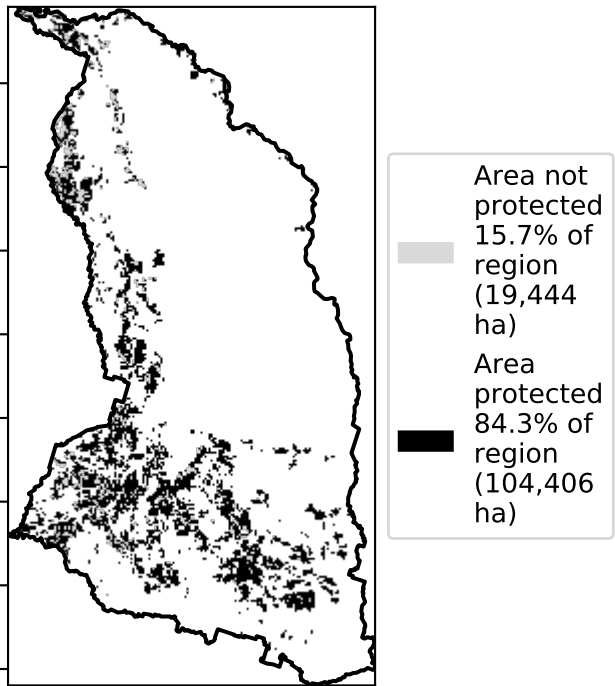 Area not
protected
15.7% of
region
(19,444
ha)
Area
protected
84.3% of
region
(104,406
ha)